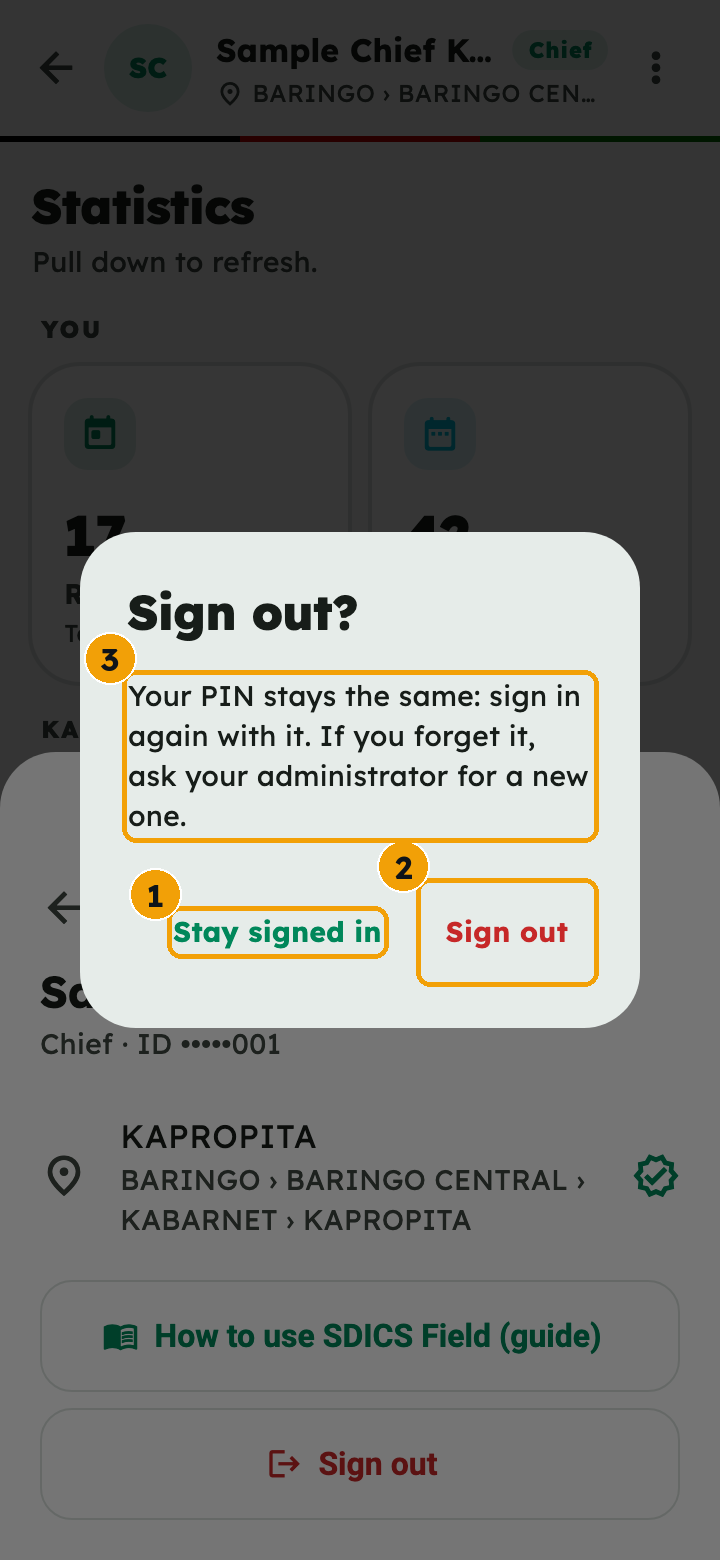 SC
Sample Chief K...
Chief
BARINGO › BARINGO CEN...
Statistics
Pull down to refresh.
YOU
17
42
Sign out?
3
Your PIN stays the same: sign in
again with it. If you forget it,
ask your administrator for a new
one.
1
Stay signed in
2
Sign out
Chief · ID •••••001
KAPROPITA
BARINGO › BARINGO CENTRAL ›
KABARNET › KAPROPITA
How to use SDICS Field (guide)
Sign out